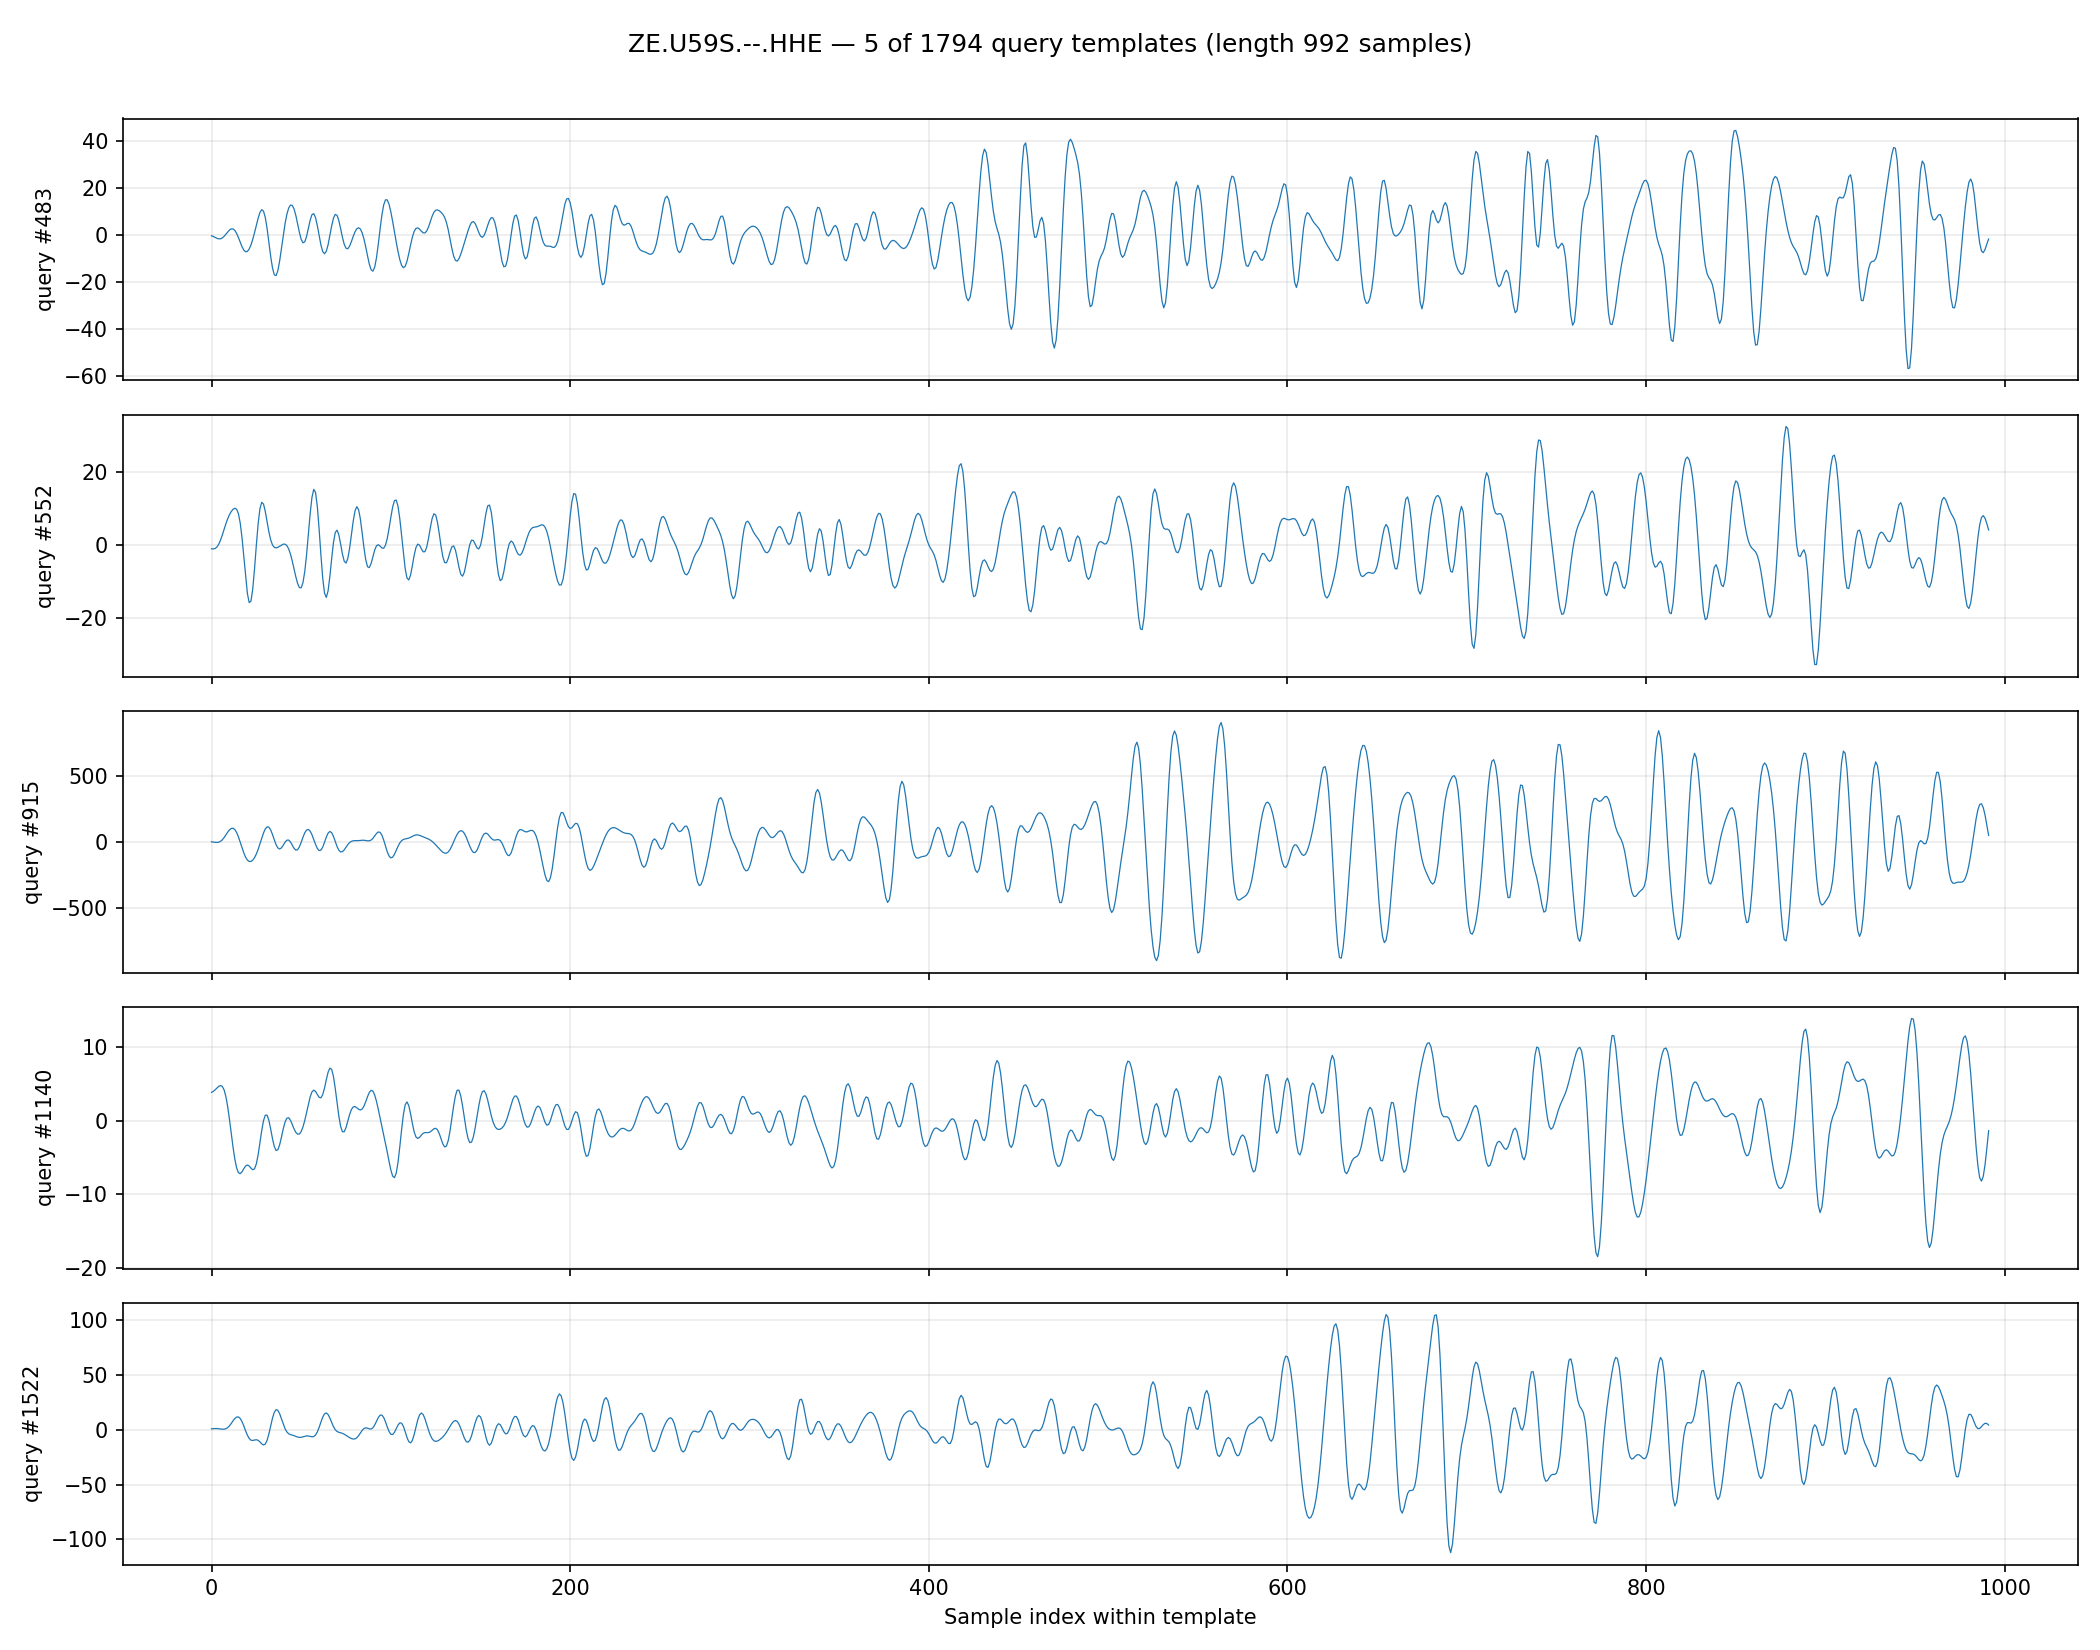 ZE.U59S.--.HHE — 5 of 1794 query templates (length 992 samples)
40
20
0
−20
−40
−60
query #483
20
0
−20
query #552
500
0
−500
query #915
10
0
−10
−20
query #1140
100
50
0
−50
−100
query #1522
0 200 400 600 800 1000
Sample index within template